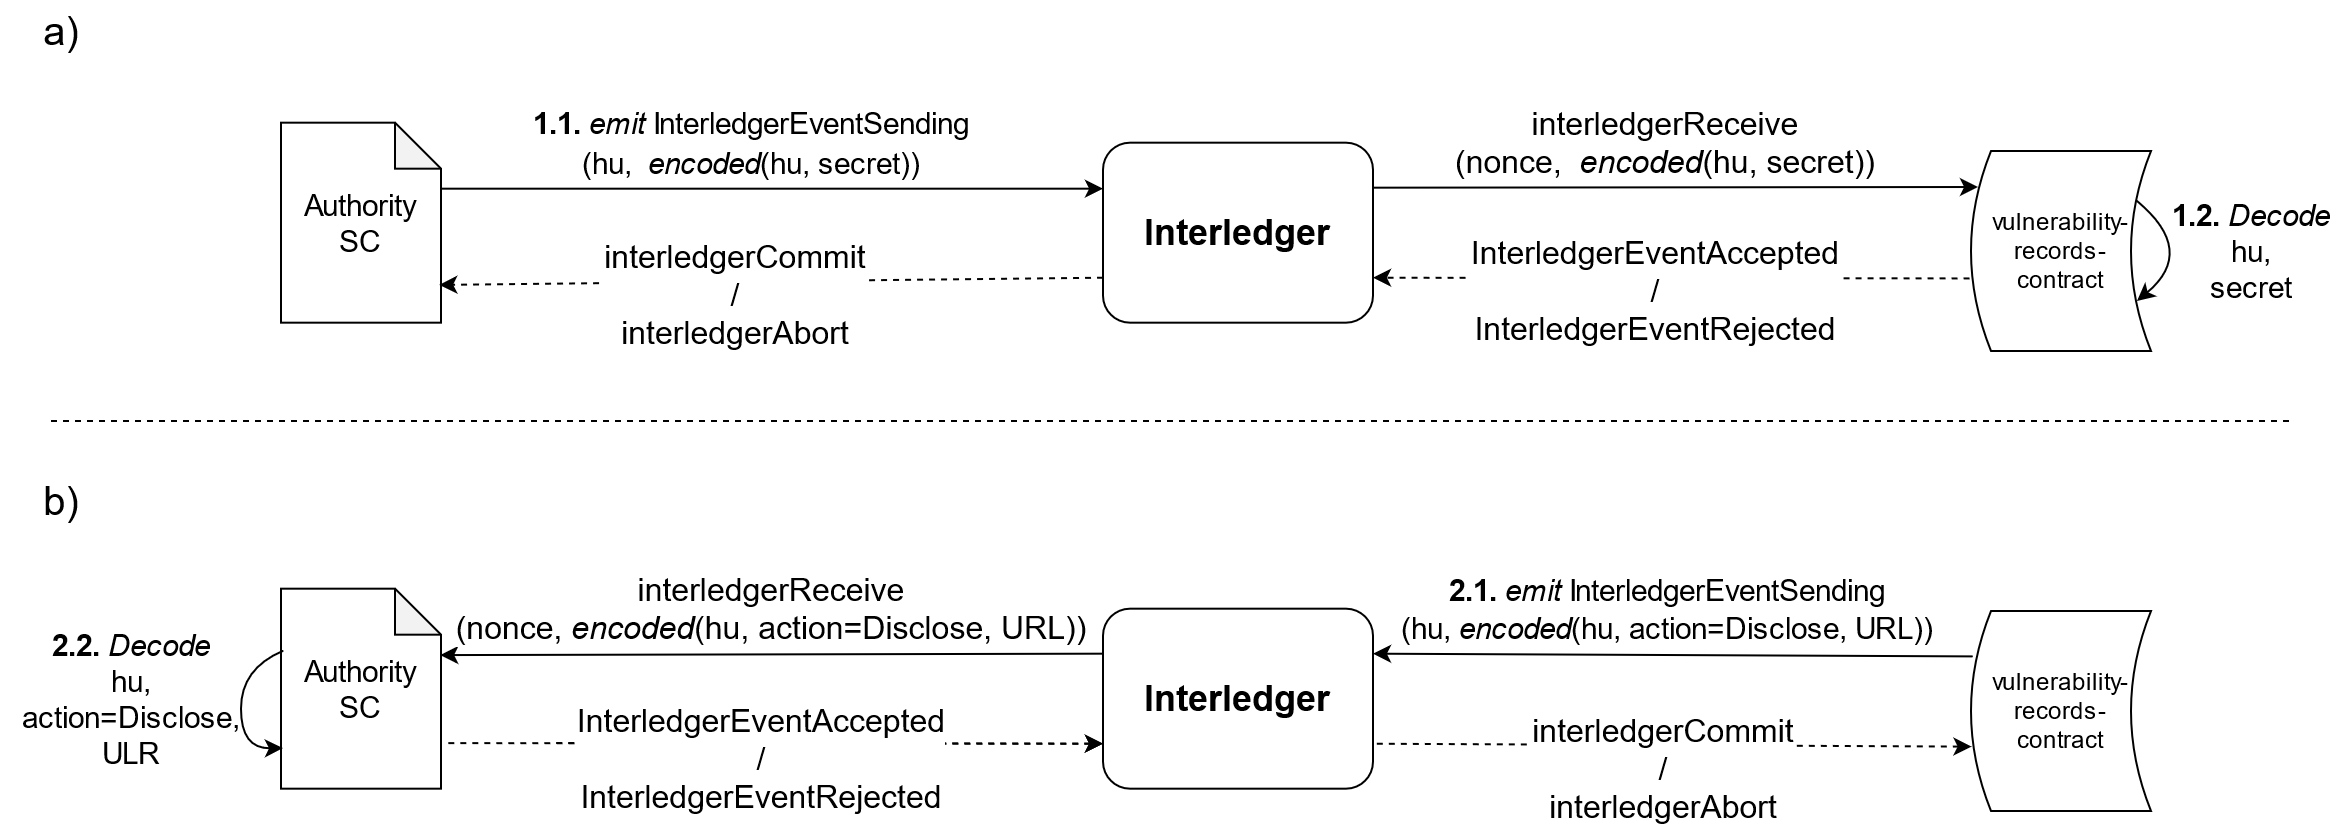 a)
1.1. emit InterledgerEventSending
(hu, encoded(hu, secret))
interledgerReceive
(nonce, encoded(hu, secret))
Authority
SC
Interledger
vulnerability-
records-
contract
1.2. Decode
hu,
secret
interledgerCommit
/
interledgerAbort
InterledgerEventAccepted
/
InterledgerEventRejected
b)
interledgerReceive
(nonce, encoded(hu, action=Disclose, URL))
2.1. emit InterledgerEventSending
(hu, encoded(hu, action=Disclose, URL))
2.2. Decode
hu,
action=Disclose,
ULR
Authority
SC
Interledger
vulnerability-
records-
contract
InterledgerEventAccepted
/
InterledgerEventRejected
interledgerCommit
/
interledgerAbort